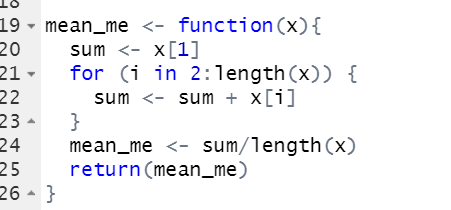 18
19 mean_me <- function(x){
20   sum <- x[1]
21   for (i in 2:length(x)) {
22     sum <- sum + x[i]
23   }
24   mean_me <- sum/length(x)
25   return(mean_me)
26 }